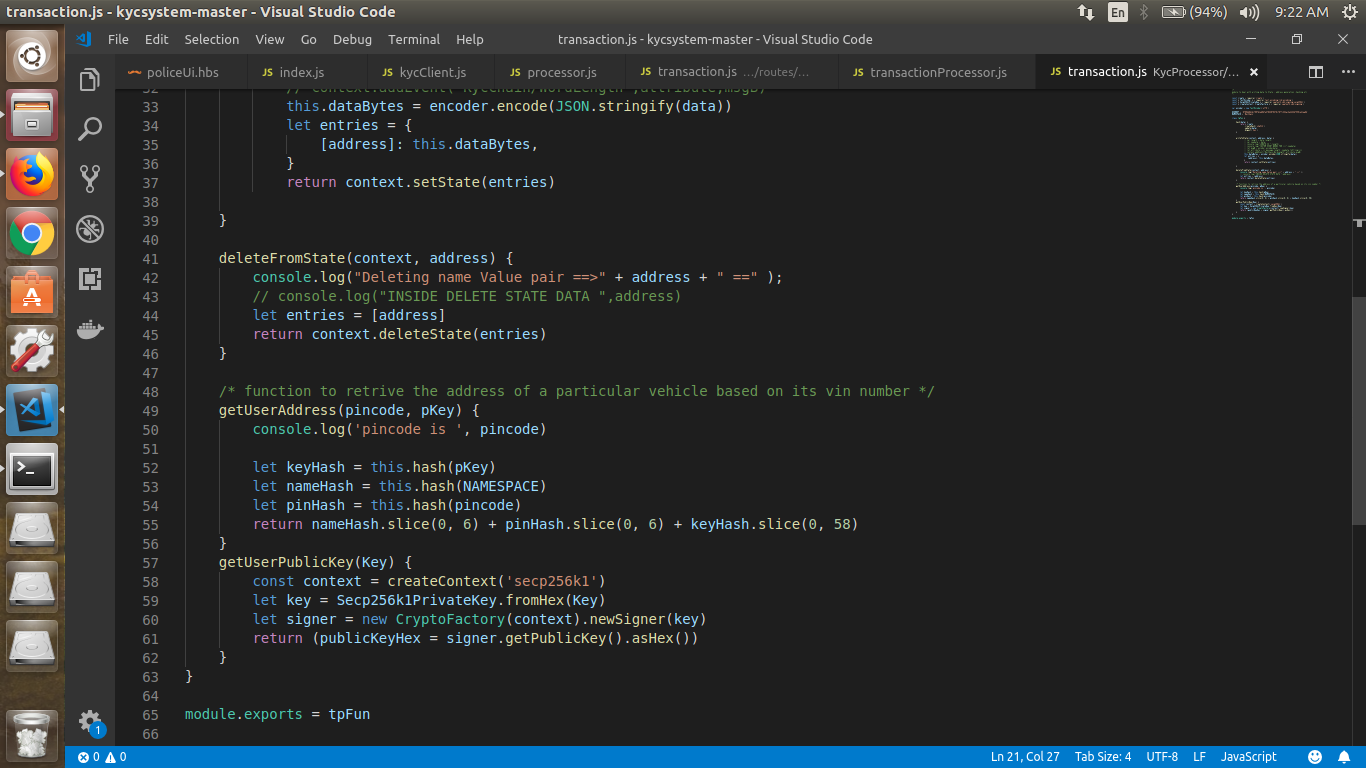 transaction.js - kycsystem-master - Visual Studio Code
En
(94%)
9:22 AM
File Edit Selection View Go Debug Terminal Help
transaction.js - kycsystem-master - Visual Studio Code
policeUi.hbs
JS index.js
JS kycClient.js
JS processor.js
JS transaction.js .../routes/...
JS transactionProcessor.js
JS transaction.js KycProcessor/...
33 this.dataBytes = encoder.encode(JSON.stringify(data))
34 let entries = {
35 [address]: this.dataBytes,
36 }
37 return context.setState(entries)
38
39 }
40
41 deleteFromState(context, address) {
42 console.log("Deleting name Value pair ==>" + address + " ==" );
43 // console.log("INSIDE DELETE STATE DATA ",address)
44 let entries = [address]
45 return context.deleteState(entries)
46 }
47
48 /* function to retrive the address of a particular vehicle based on its vin number */
49 getUserAddress(pincode, pKey) {
50 console.log('pincode is ', pincode)
51
52 let keyHash = this.hash(pKey)
53 let nameHash = this.hash(NAMESPACE)
54 let pinHash = this.hash(pincode)
55 return nameHash.slice(0, 6) + pinHash.slice(0, 6) + keyHash.slice(0, 58)
56 }
57 getUserPublicKey(Key) {
58 const context = createContext('secp256k1')
59 let key = Secp256k1PrivateKey.fromHex(Key)
60 let signer = new CryptoFactory(context).newSigner(key)
61 return (publicKeyHex = signer.getPublicKey().asHex())
62 }
63 }
64
65 module.exports = tpFun
66
1
0 0
Ln 21, Col 27 Tab Size: 4 UTF-8 LF JavaScript